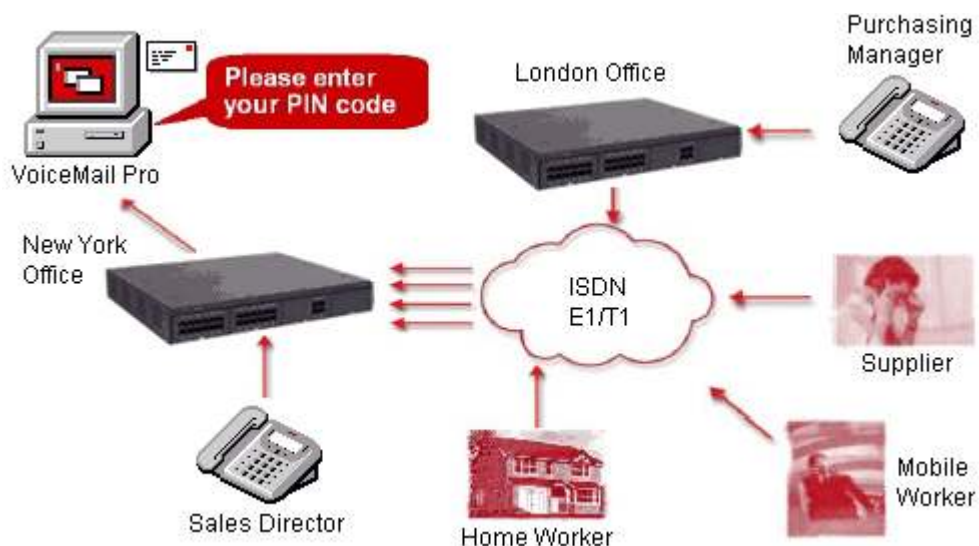 Purchasing
Manager
London Office
Please enter
your PIN code
VoiceMail Pro
New York
Office
ISDN
E1/T1
Supplier
Mobile
Worker
Sales Director
Home Worker